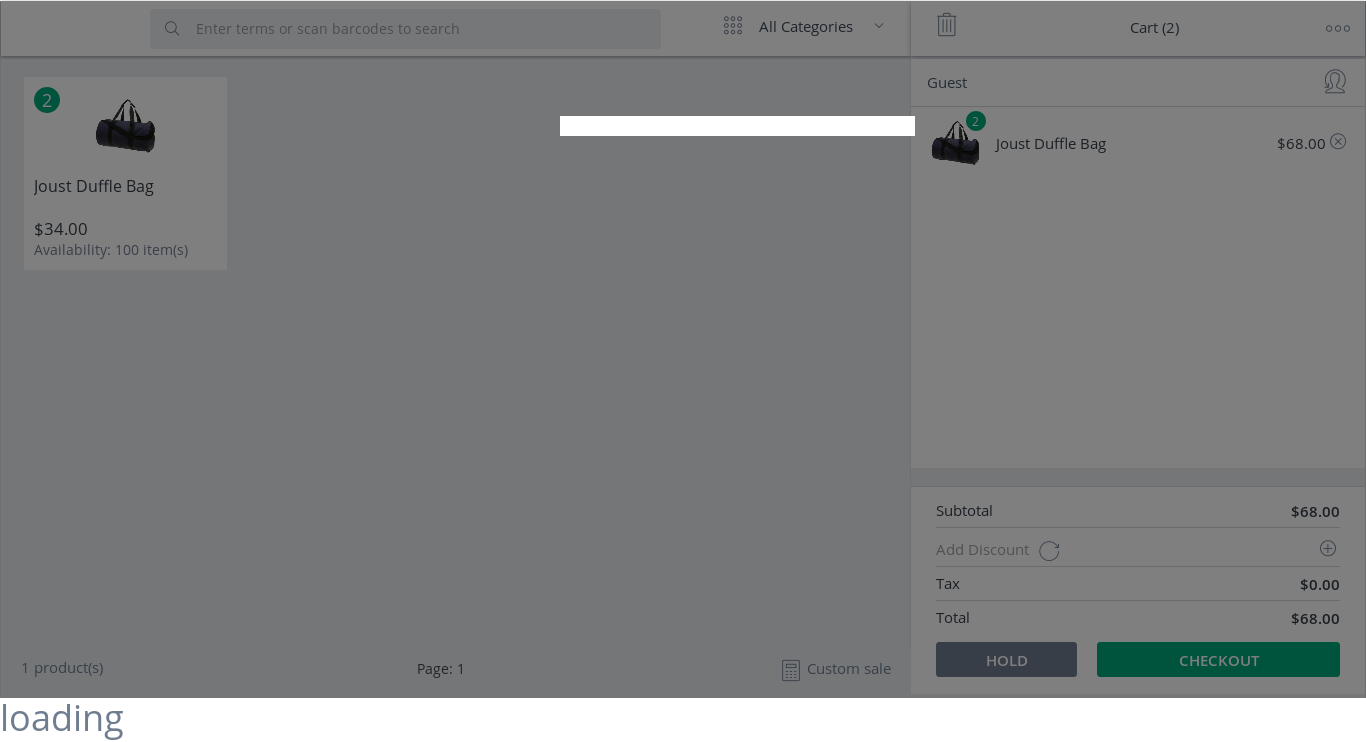 Enter terms or scan barcodes to search
All Categories
Cart (2)
Guest
2
Joust Duffle Bag
$34.00
Availability: 100 item(s)
2
Joust Duffle Bag
$68.00
Subtotal
$68.00
Add Discount
Tax
$0.00
Total
$68.00
HOLD
CHECKOUT
1 product(s)
Page: 1
Custom sale
loading